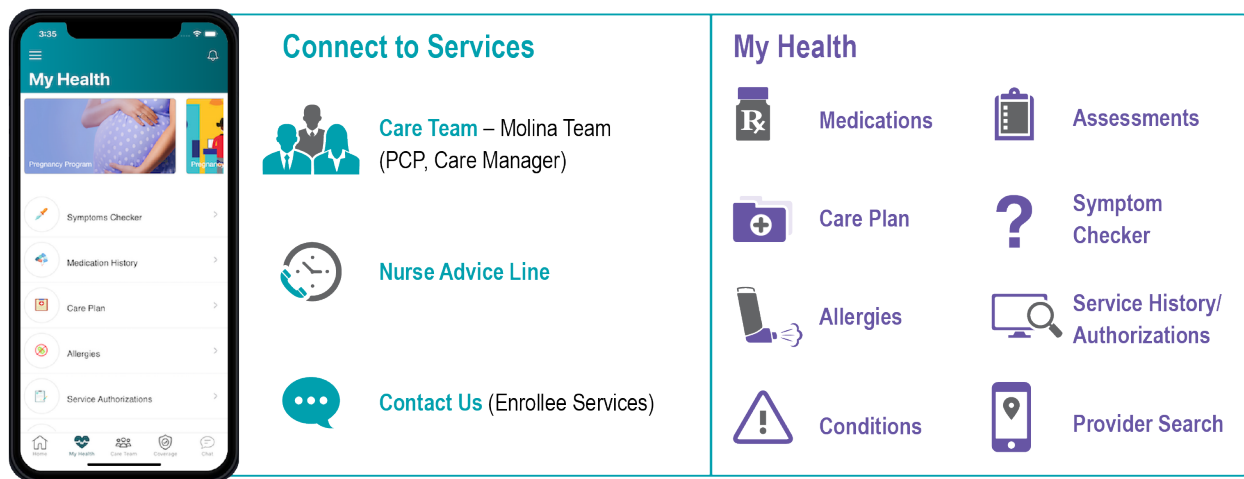 3:35
My Health
Pregnancy Program
Pregnancy
Symptoms Checker
Medication History
Care Plan
Allergies
Service Authorizations
Home
My Health
Care Team
Coverage
Chat
Connect to Services
Care Team – Molina Team
(PCP, Care Manager)
Nurse Advice Line
Contact Us (Enrollee Services)
My Health
Rx
Medications
Assessments
Care Plan
Symptom
Checker
Allergies
Service History/
Authorizations
Conditions
Provider Search